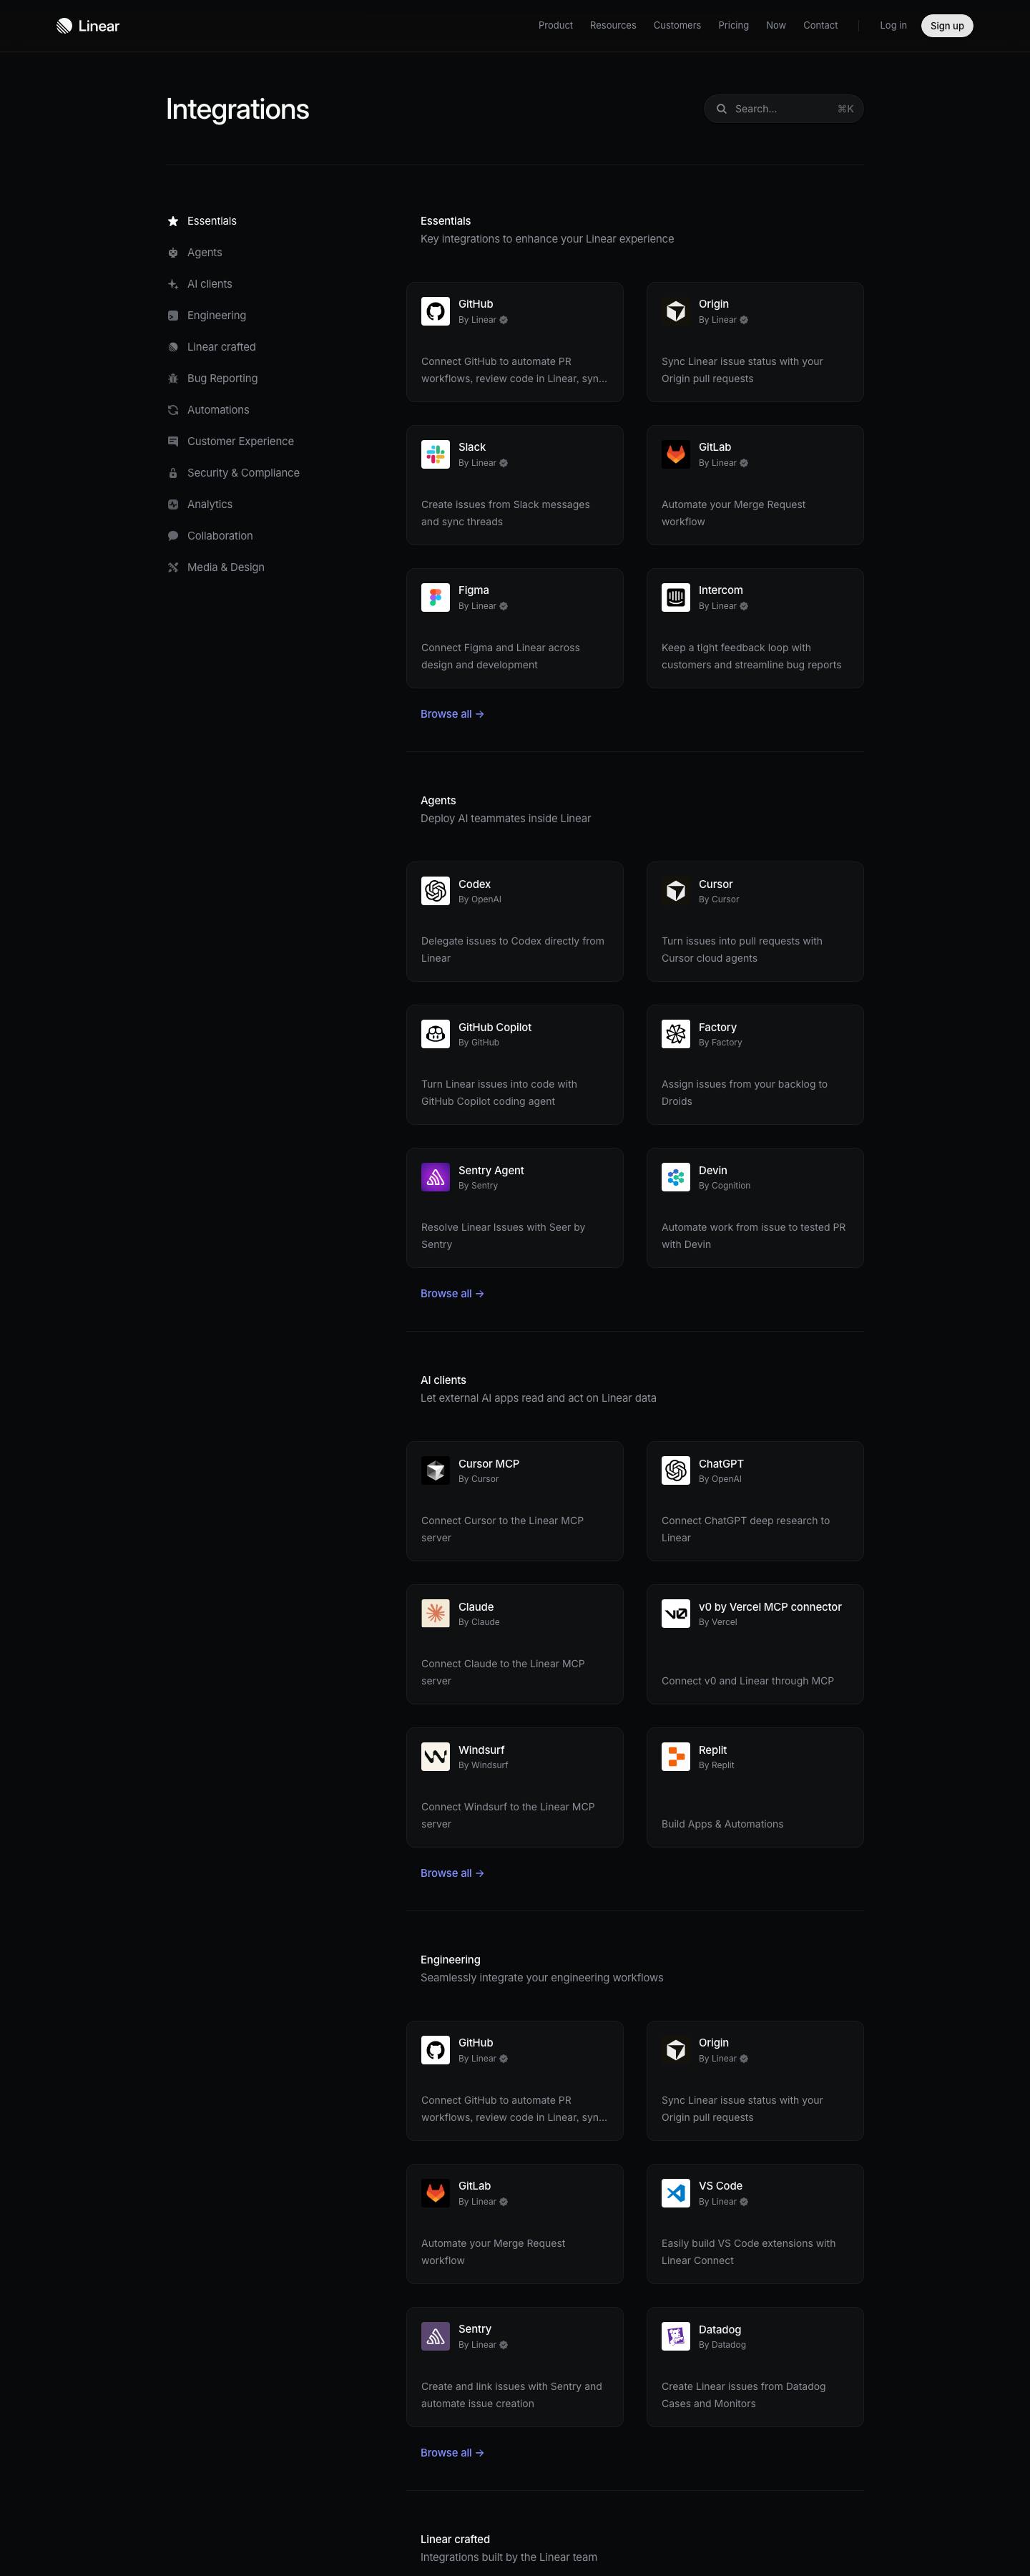 Linear
Product Resources Customers Pricing Now Contact Log in Sign up
Integrations
Search... ⌘K
Essentials
Agents
AI clients
Engineering
Linear crafted
Bug Reporting
Automations
Customer Experience
Security & Compliance
Analytics
Collaboration
Media & Design
Essentials
Key integrations to enhance your Linear experience
GitHub
By Linear
Connect GitHub to automate PR
workflows, review code in Linear, syn...
Origin
By Linear
Sync Linear issue status with your
Origin pull requests
Slack
By Linear
Create issues from Slack messages
and sync threads
GitLab
By Linear
Automate your Merge Request
workflow
Figma
By Linear
Connect Figma and Linear across
design and development
Intercom
By Linear
Keep a tight feedback loop with
customers and streamline bug reports
Browse all →
Agents
Deploy AI teammates inside Linear
Codex
By OpenAI
Delegate issues to Codex directly from
Linear
Cursor
By Cursor
Turn issues into pull requests with
Cursor cloud agents
GitHub Copilot
By GitHub
Turn Linear issues into code with
GitHub Copilot coding agent
Factory
By Factory
Assign issues from your backlog to
Droids
Sentry Agent
By Sentry
Resolve Linear Issues with Seer by
Sentry
Devin
By Cognition
Automate work from issue to tested PR
with Devin
Browse all →
AI clients
Let external AI apps read and act on Linear data
Cursor MCP
By Cursor
Connect Cursor to the Linear MCP
server
ChatGPT
By OpenAI
Connect ChatGPT deep research to
Linear
Claude
By Claude
Connect Claude to the Linear MCP
server
v0 by Vercel MCP connector
By Vercel
Connect v0 and Linear through MCP
Windsurf
By Windsurf
Connect Windsurf to the Linear MCP
server
Replit
By Replit
Build Apps & Automations
Browse all →
Engineering
Seamlessly integrate your engineering workflows
GitHub
By Linear
Connect GitHub to automate PR
workflows, review code in Linear, syn...
Origin
By Linear
Sync Linear issue status with your
Origin pull requests
GitLab
By Linear
Automate your Merge Request
workflow
VS Code
By Linear
Easily build VS Code extensions with
Linear Connect
Sentry
By Linear
Create and link issues with Sentry and
automate issue creation
Datadog
By Datadog
Create Linear issues from Datadog
Cases and Monitors
Browse all →
Linear crafted
Integrations built by the Linear team